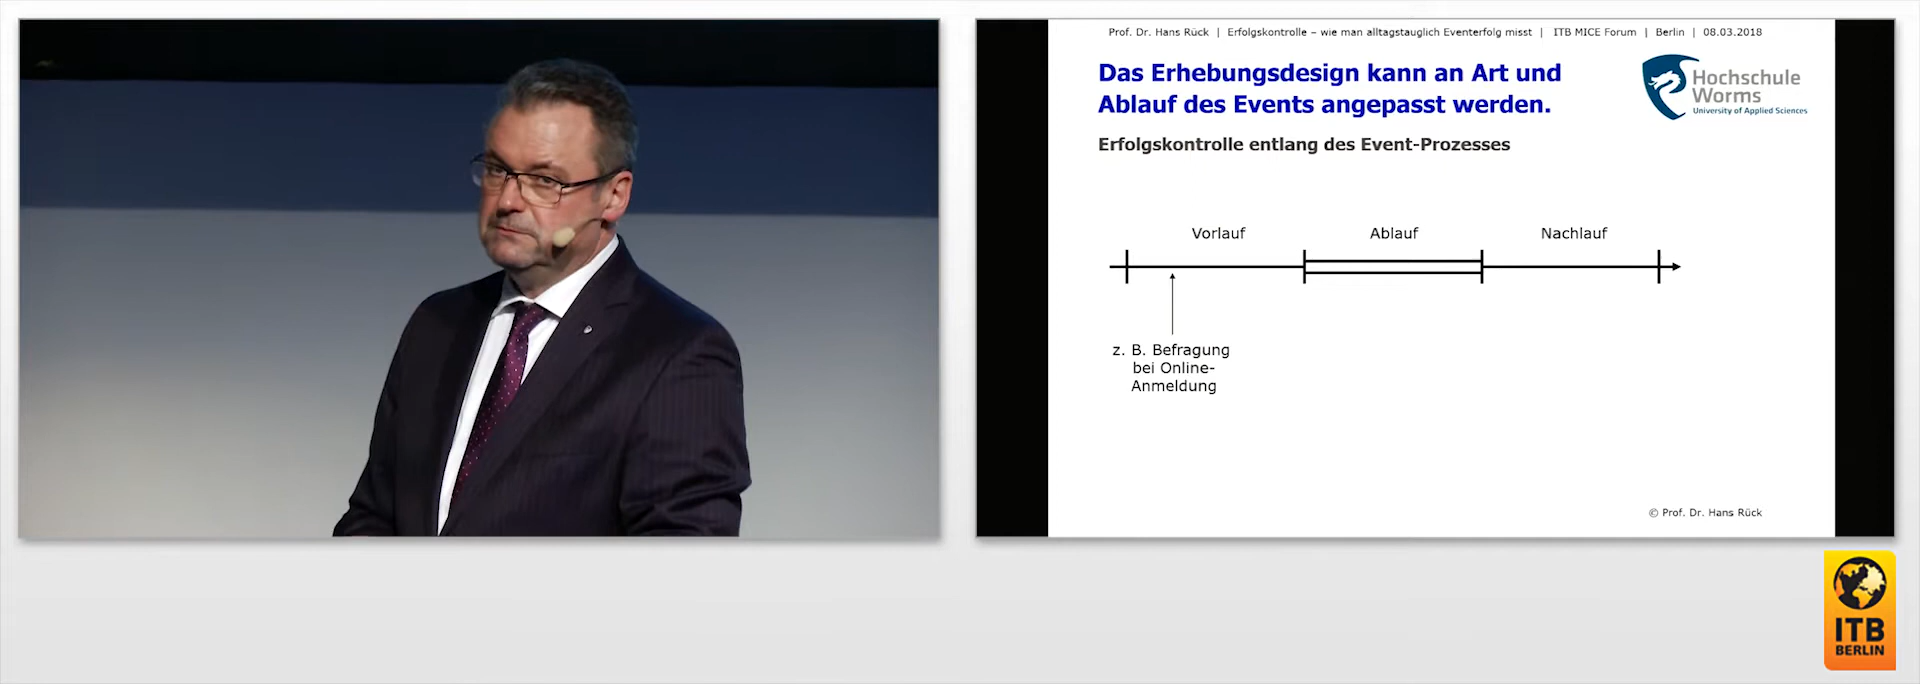 Prof. Dr. Hans Rück | Erfolgskontrolle – wie man alltagstauglich Eventerfolg misst | ITB MICE Forum | Berlin | 08.03.2018
Das Erhebungsdesign kann an Art und
Ablauf des Events angepasst werden.
Hochschule
Worms
University of Applied Sciences
Erfolgskontrolle entlang des Event-Prozesses
Vorlauf
Ablauf
Nachlauf
z. B. Befragung
bei Online-
Anmeldung
© Prof. Dr. Hans Rück
ITB
BERLIN